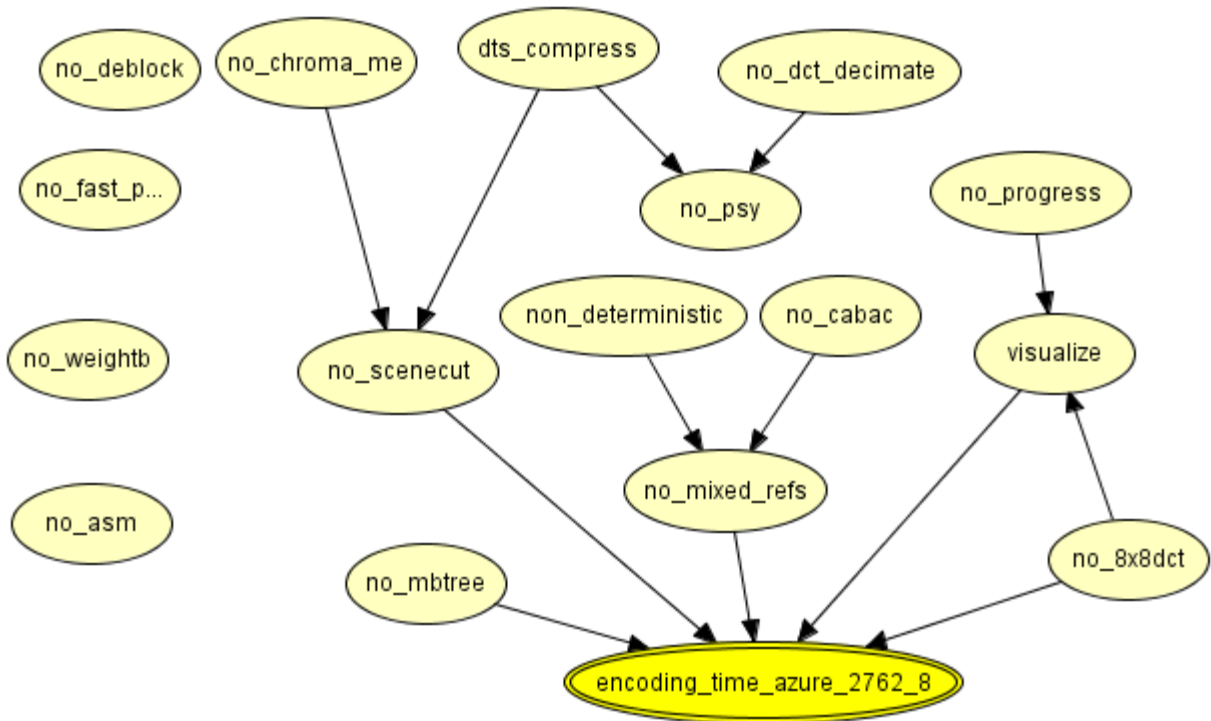 no_deblock
no_chroma_me
dts_compress
no_dct_decimate
no_fast_p...
no_psy
no_progress
no_weightb
no_scenecut
non_deterministic
no_cabac
visualize
no_asm
no_mixed_refs
no_mbtree
no_8x8dct
encoding_time_azure_2762_8